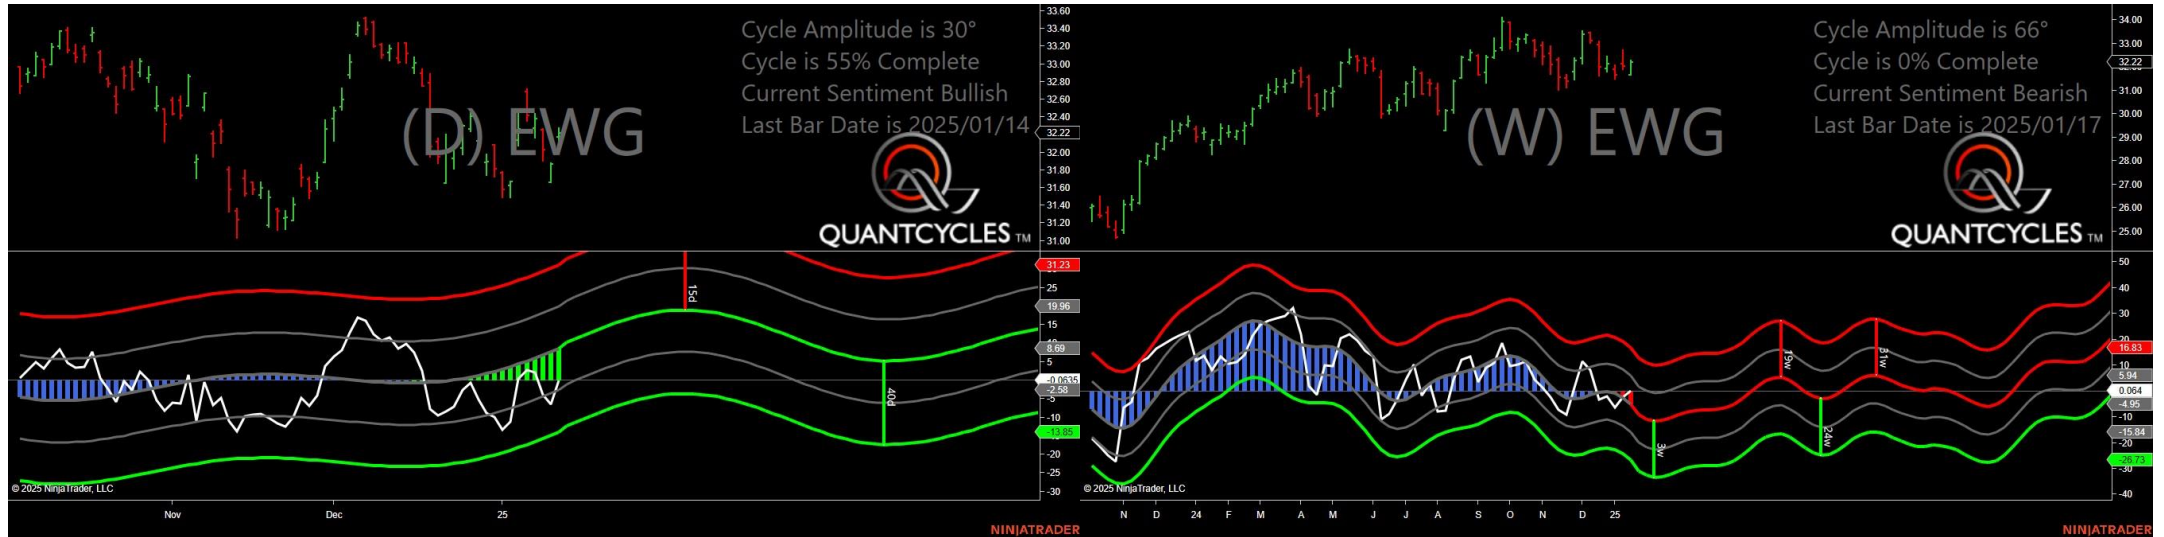 Cycle Amplitude is 30°
Cycle is 55% Complete
Current Sentiment Bullish
Last Bar Date is 2025/01/14
(D) EWG
QUANTCYCLES TM
33.60
33.40
33.20
33.00
32.80
32.60
32.40
32.22
32.00
31.80
31.60
31.40
31.20
31.00
31.23
25
19.96
15
8.69
5
-0.0635
-2.58
-5
-10
-13.85
-20
-25
-30
15d
40d
© 2025 NinjaTrader, LLC
Nov
Dec
25
NINJATRADER
Cycle Amplitude is 66°
Cycle is 0% Complete
Current Sentiment Bearish
Last Bar Date is 2025/01/17
(W) EWG
QUANTCYCLES TM
34.00
33.00
32.22
31.00
30.00
29.00
28.00
27.00
26.00
25.00
50
40
30
16.83
10
5.94
0.064
-4.95
-10
-15.84
-20
-26.73
-30
-40
3w
19w
24w
31w
© 2025 NinjaTrader, LLC
N D 24 F M A M J J A S O N D 25
NINJATRADER